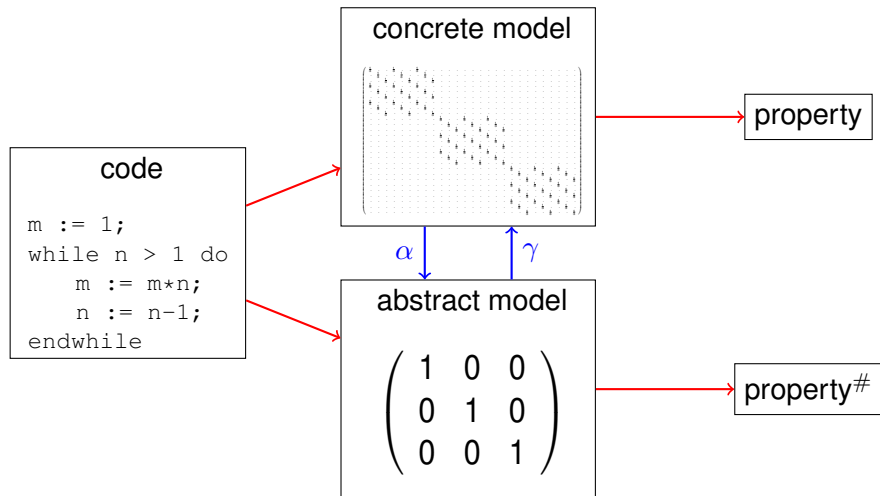 concrete model
property
code
m := 1;
while n > 1 do
m := m*n;
n := n-1;
endwhile
α
γ
abstract model
1 0 0
0 1 0
0 0 1
property#